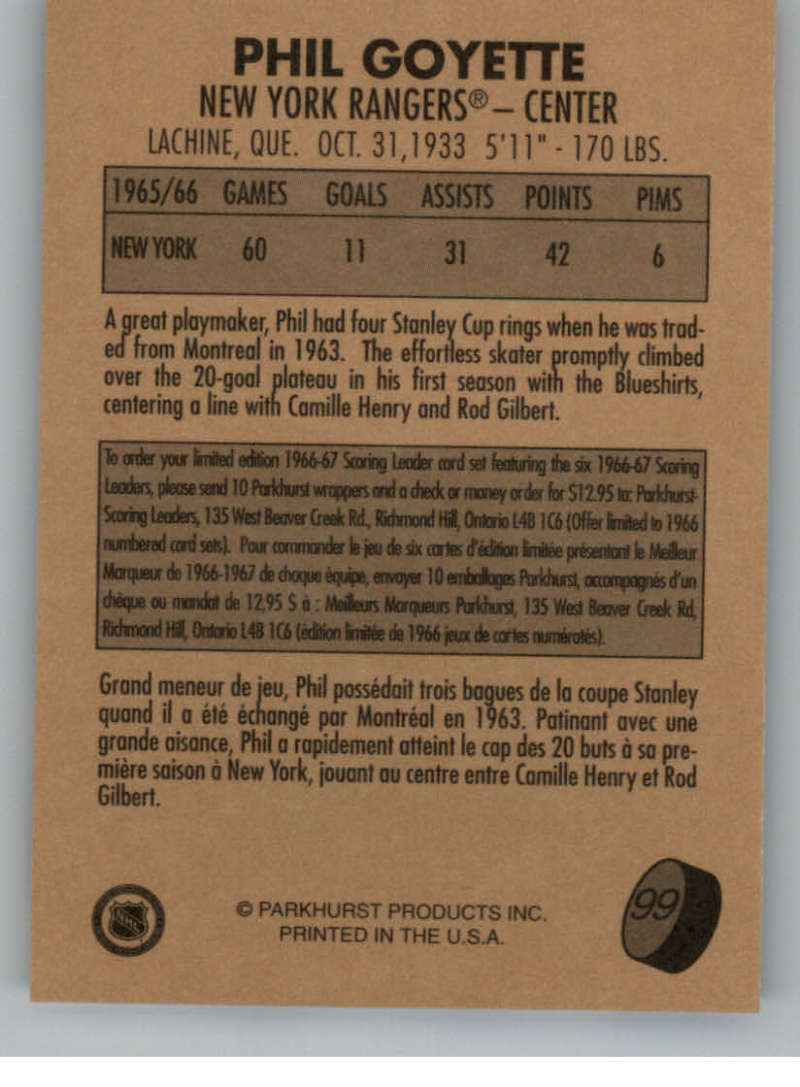 PHIL GOYETTE
NEW YORK RANGERS® – CENTER
LACHINE, QUE. OCT. 31,1933 5'11" - 170 LBS.
1965/66 GAMES GOALS ASSISTS POINTS PIMS
NEW YORK 60 11 31 42 6
A great playmaker, Phil had four Stanley Cup rings when he was trad-
ed from Montreal in 1963. The effortless skater promptly climbed
over the 20-goal plateau in his first season with the Blueshirts,
centering a line with Camille Henry and Rod Gilbert.
To order your limited edition 1966-67 Scoring Leader card set featuring the six 1966-67 Scoring
Leaders, please send 10 Parkhurst wrappers and a check or money order for $12.95 to: Parkhurst-
Scoring Leaders, 135 West Beaver Creek Rd., Richmond Hill, Ontario L4B 1C6 (Offer limited to 1966
numbered card sets). Pour commander le jeu de six cartes d'édition limitée présentant le Meilleur
Marqueur de 1966-1967 de choque équipe, envoyer 10 emballages Parkhurst, accompagnés d'un
chèque ou mandat de 12,95 $ à : Meilleurs Marqueurs Parkhurst, 135 West Beaver Creek Rd,
Richmond Hill, Ontario L4B 1C6 (édition limitée de 1966 jeux de cartes numérotés).
Grand meneur de jeu, Phil possédait trois bagues de la coupe Stanley
quand il a été échangé par Montréal en 1963. Patinant avec une
grande aisance, Phil a rapidement atteint le cap des 20 buts à sa pre-
mière saison à New York, jouant au centre entre Camille Henry et Rod
Gilbert.
NHL
© PARKHURST PRODUCTS INC.
PRINTED IN THE U.S.A.
99